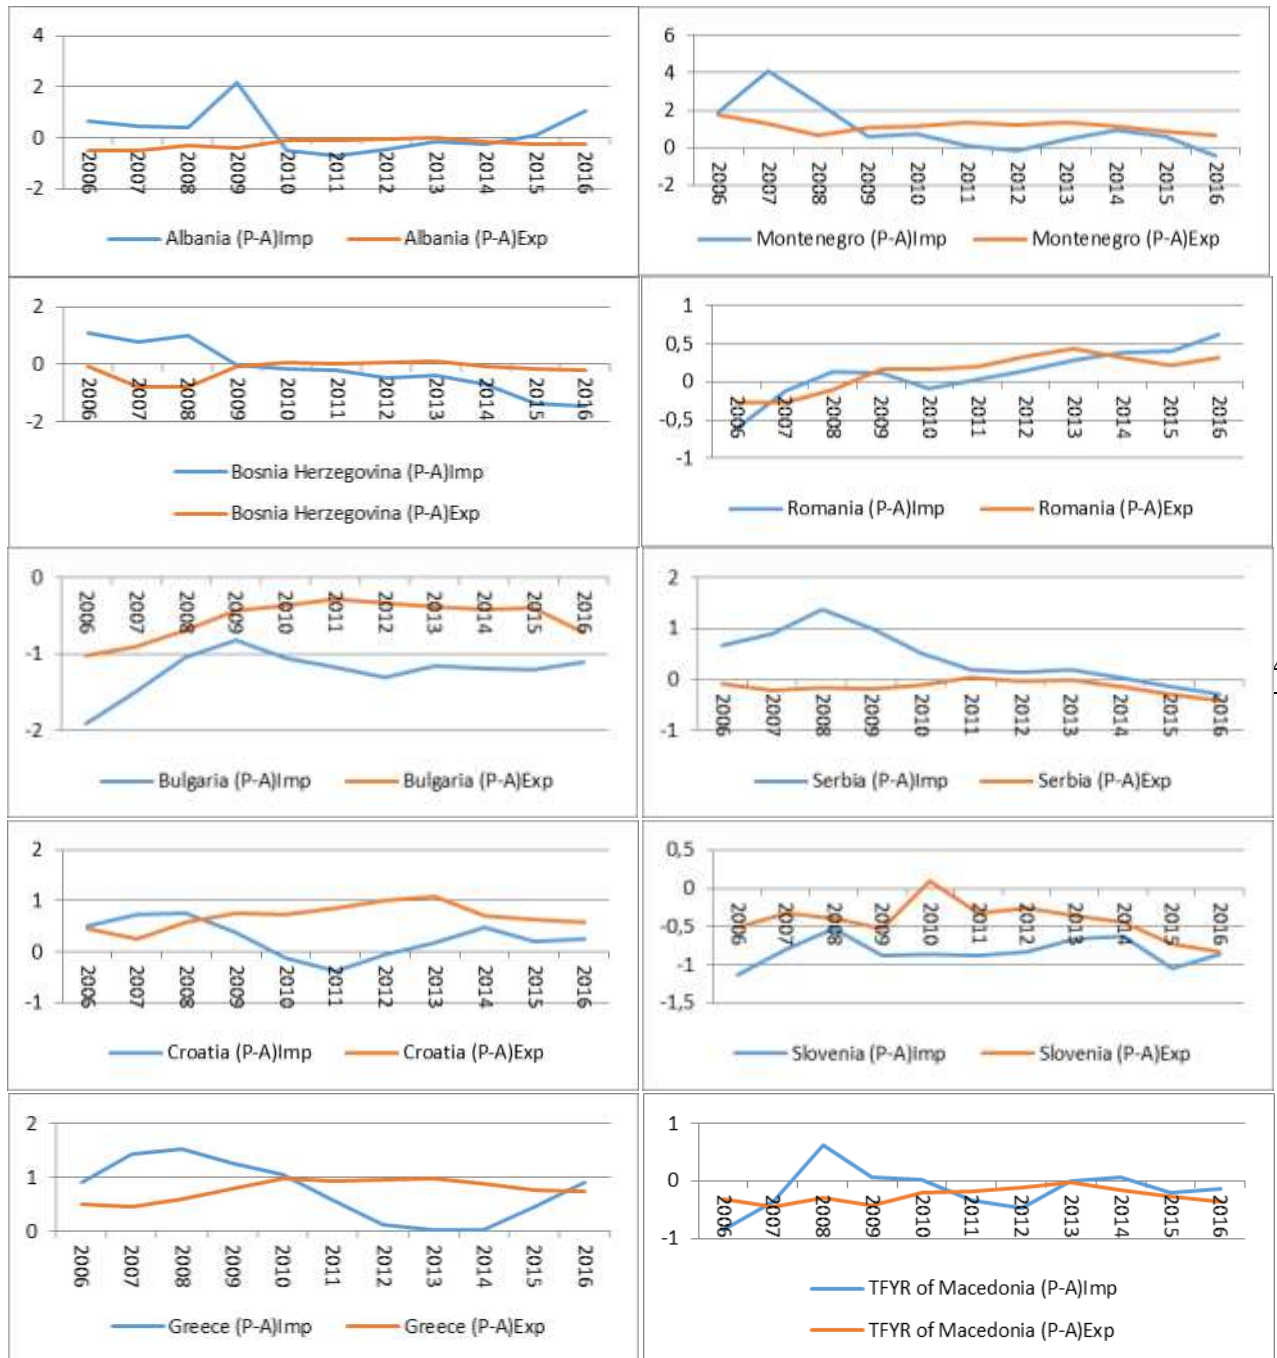 4
2
0
-2
2006 2007 2008 2009 2010 2011 2012 2013 2014 2015 2016
Albania (P-A)Imp Albania (P-A)Exp
6
4
2
0
-2
2006 2007 2008 2009 2010 2011 2012 2013 2014 2015 2016
Montenegro (P-A)Imp Montenegro (P-A)Exp
2
0
-2
2006 2007 2008 2009 2010 2011 2012 2013 2014 2015 2016
Bosnia Herzegovina (P-A)Imp
Bosnia Herzegovina (P-A)Exp
1
0,5
0
-0,5
-1
2006 2007 2008 2009 2010 2011 2012 2013 2014 2015 2016
Romania (P-A)Imp Romania (P-A)Exp
0
-1
-2
2006 2007 2008 2009 2010 2011 2012 2013 2014 2015 2016
Bulgaria (P-A)Imp Bulgaria (P-A)Exp
2
1
0
-1
2006 2007 2008 2009 2010 2011 2012 2013 2014 2015 2016
Serbia (P-A)Imp Serbia (P-A)Exp
2
1
0
-1
2006 2007 2008 2009 2010 2011 2012 2013 2014 2015 2016
Croatia (P-A)Imp Croatia (P-A)Exp
0,5
0
-0,5
-1
-1,5
2006 2007 2008 2009 2010 2011 2012 2013 2014 2015 2016
Slovenia (P-A)Imp Slovenia (P-A)Exp
2
1
0
2006 2007 2008 2009 2010 2011 2012 2013 2014 2015 2016
Greece (P-A)Imp Greece (P-A)Exp
1
0
-1
2006 2007 2008 2009 2010 2011 2012 2013 2014 2015 2016
TFYR of Macedonia (P-A)Imp
TFYR of Macedonia (P-A)Exp